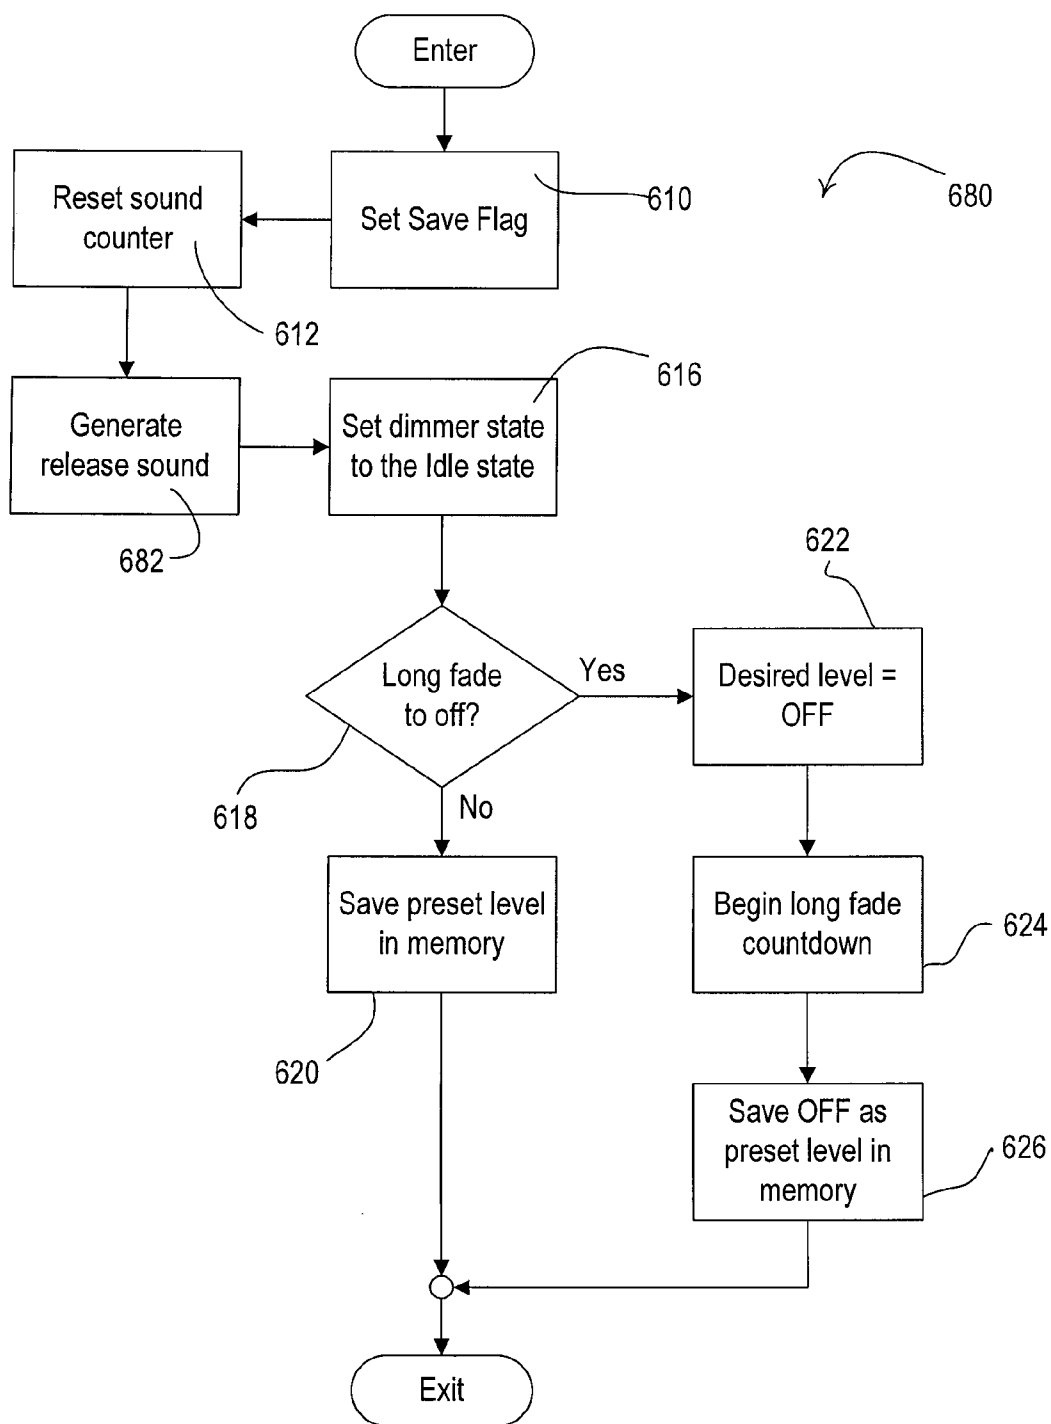 Enter
Set Save Flag
610
680
Reset sound
counter
612
Generate
release sound
682
Set dimmer state
to the Idle state
616
Long fade
to off?
618
Yes
No
622
Desired level =
OFF
Save preset level
in memory
620
Begin long fade
countdown
624
Save OFF as
preset level in
memory
626
Exit